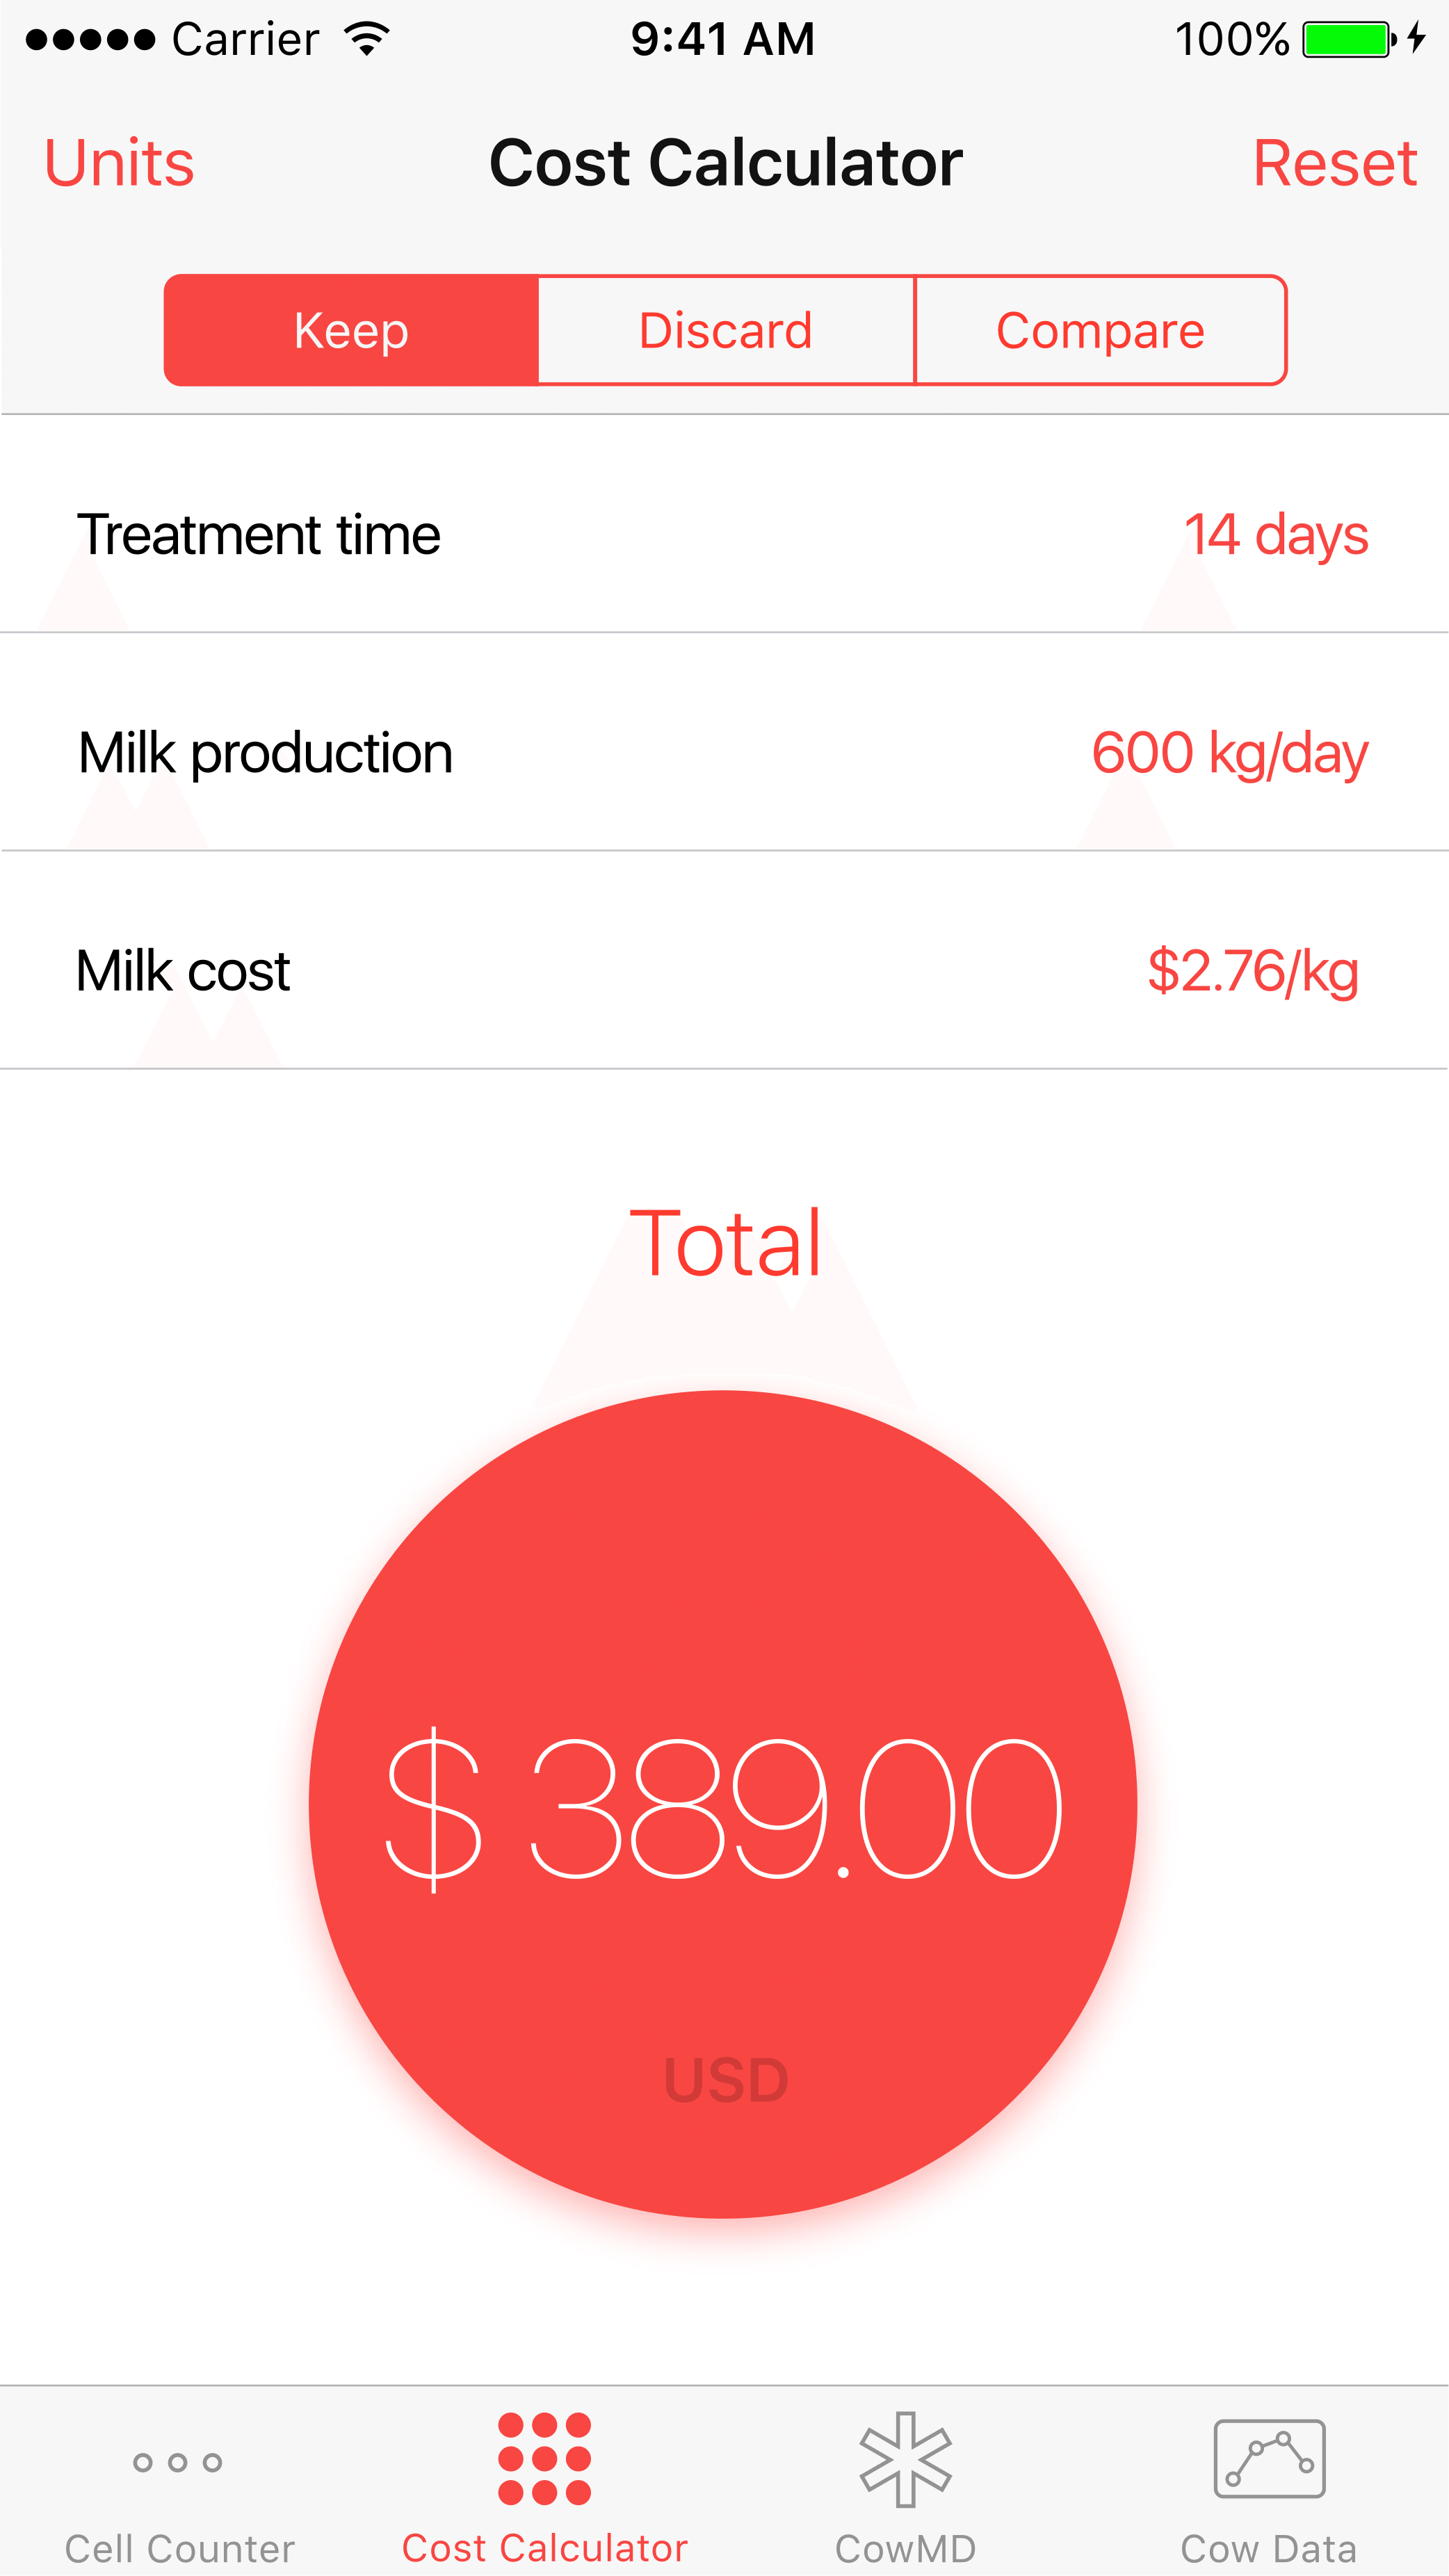 Carrier 9:41 AM 100%
Units Cost Calculator Reset
Keep Discard Compare
Treatment time 14 days
Milk production 600 kg/day
Milk cost $2.76/kg
Total
$ 389.00
USD
Cell Counter Cost Calculator CowMD Cow Data